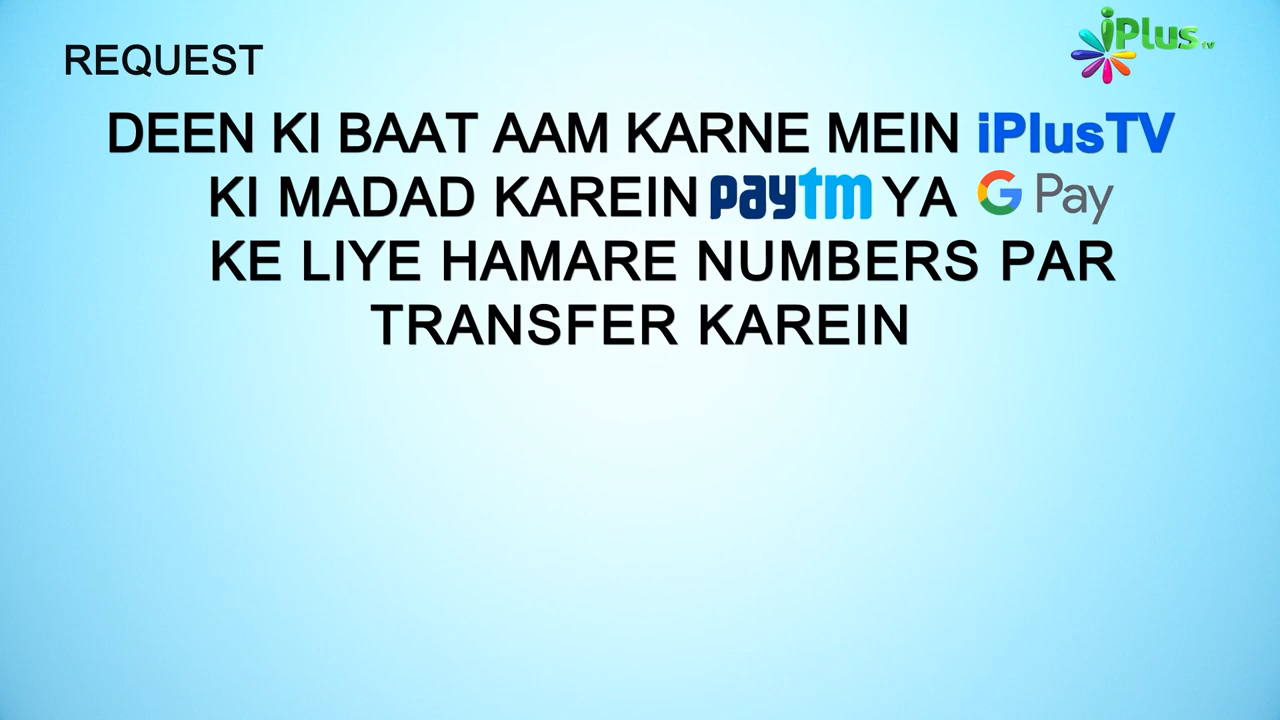 iPlus TV
REQUEST
DEEN KI BAAT AAM KARNE MEIN iPlusTV
KI MADAD KAREIN paytm YA G Pay
KE LIYE HAMARE NUMBERS PAR
TRANSFER KAREIN